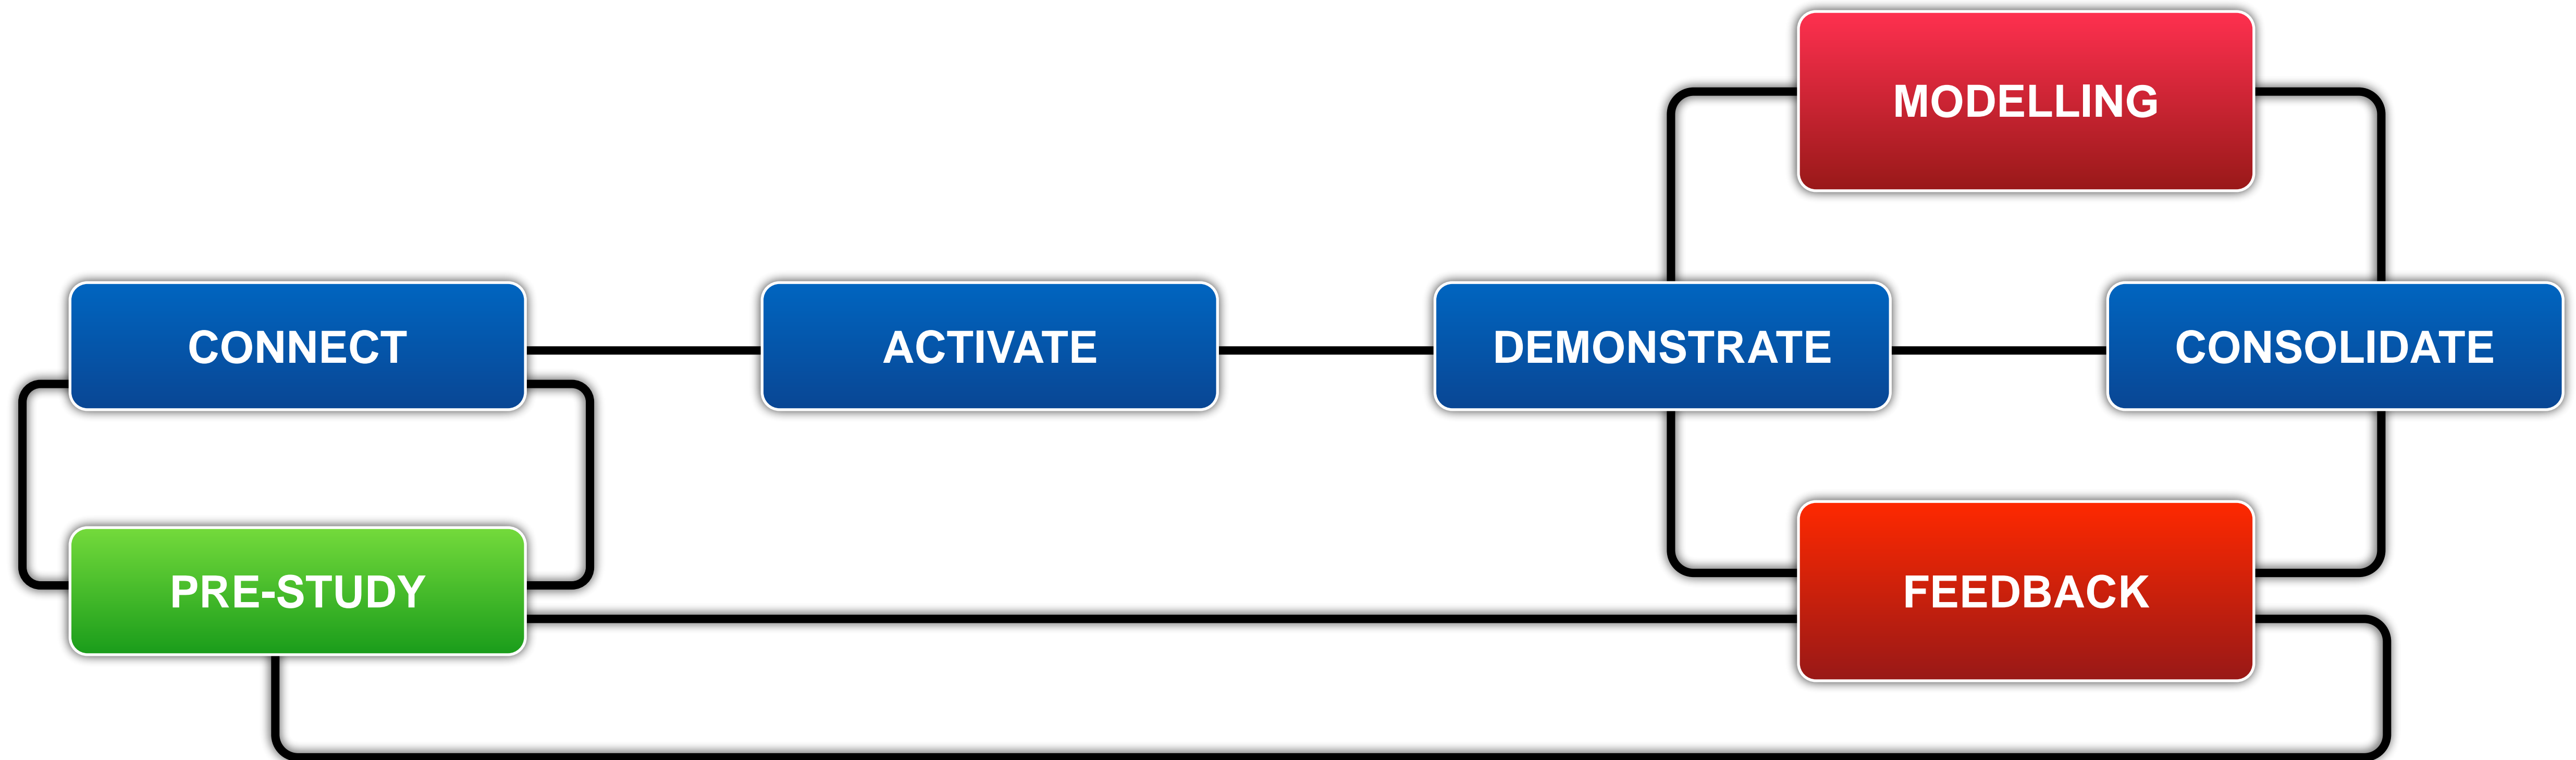 MODELLING
CONNECT
ACTIVATE
DEMONSTRATE
CONSOLIDATE
PRE-STUDY
FEEDBACK